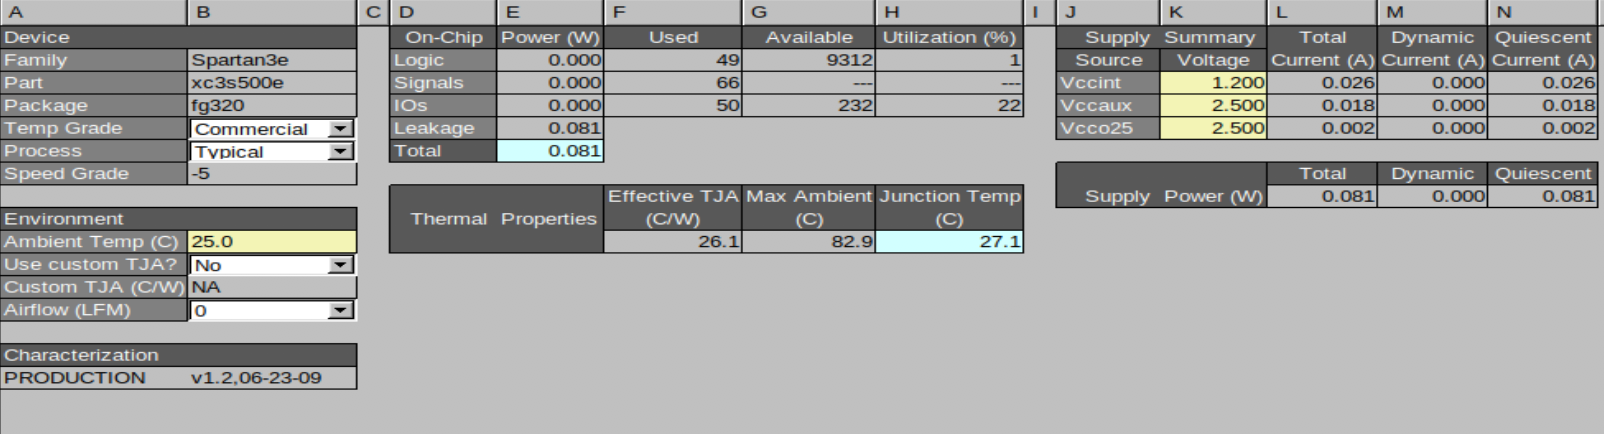 A B C D E F G H I J K L M N
Device
Family Spartan3e
Part xc3s500e
Package fg320
Temp Grade Commercial
Process Typical
Speed Grade -5
Environment
Ambient Temp (C) 25.0
Use custom TJA? No
Custom TJA (C/W) NA
Airflow (LFM) 0
Characterization
PRODUCTION v1.2,06-23-09
On-Chip Power (W) Used Available Utilization (%)
Logic 0.000 49 9312 1
Signals 0.000 66 --- ---
IOs 0.000 50 232 22
Leakage 0.081
Total 0.081
Effective TJA Max Ambient Junction Temp
Thermal Properties (C/W) (C) (C)
26.1 82.9 27.1
Supply Summary Total Dynamic Quiescent
Source Voltage Current (A) Current (A) Current (A)
Vccint 1.200 0.026 0.000 0.026
Vccaux 2.500 0.018 0.000 0.018
Vcco25 2.500 0.002 0.000 0.002
Total Dynamic Quiescent
Supply Power (W) 0.081 0.000 0.081